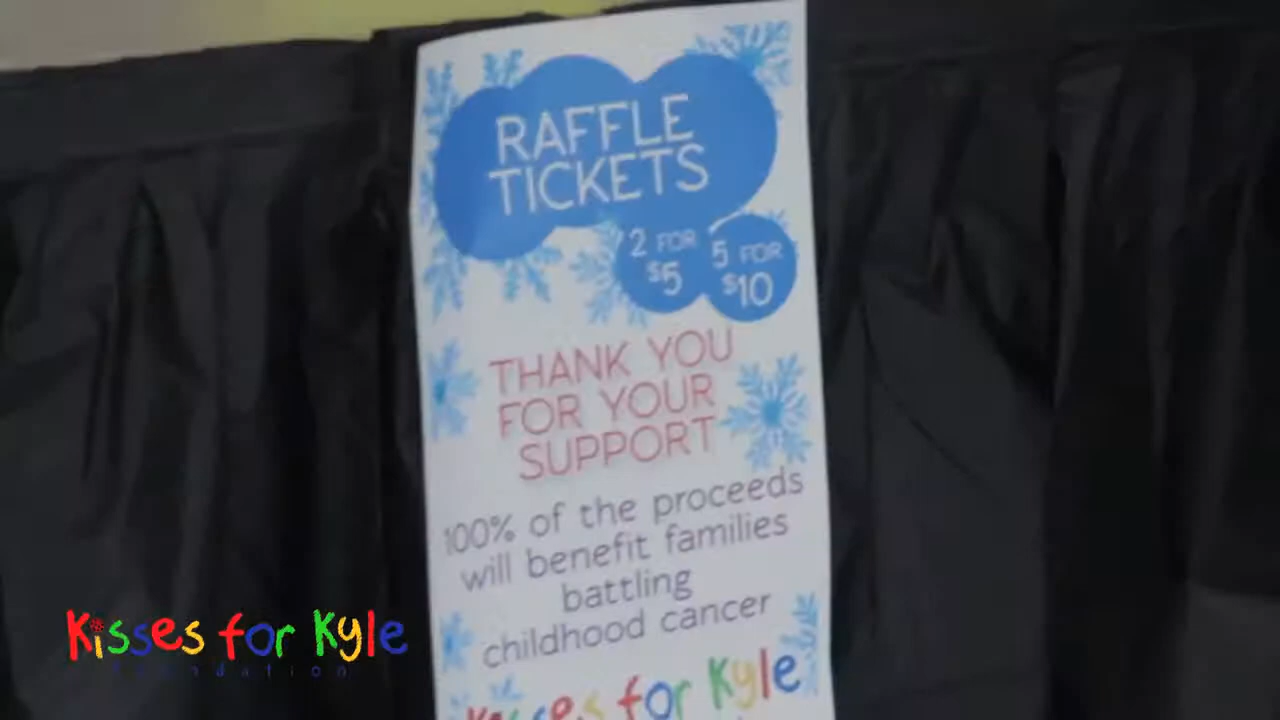 RAFFLE
TICKETS
2 FOR
$5
5 FOR
$10
THANK YOU
FOR YOUR
SUPPORT
100% of the proceeds
will benefit families
battling
childhood cancer
Kisses for Kyle
Kisses for Kyle
Foundation